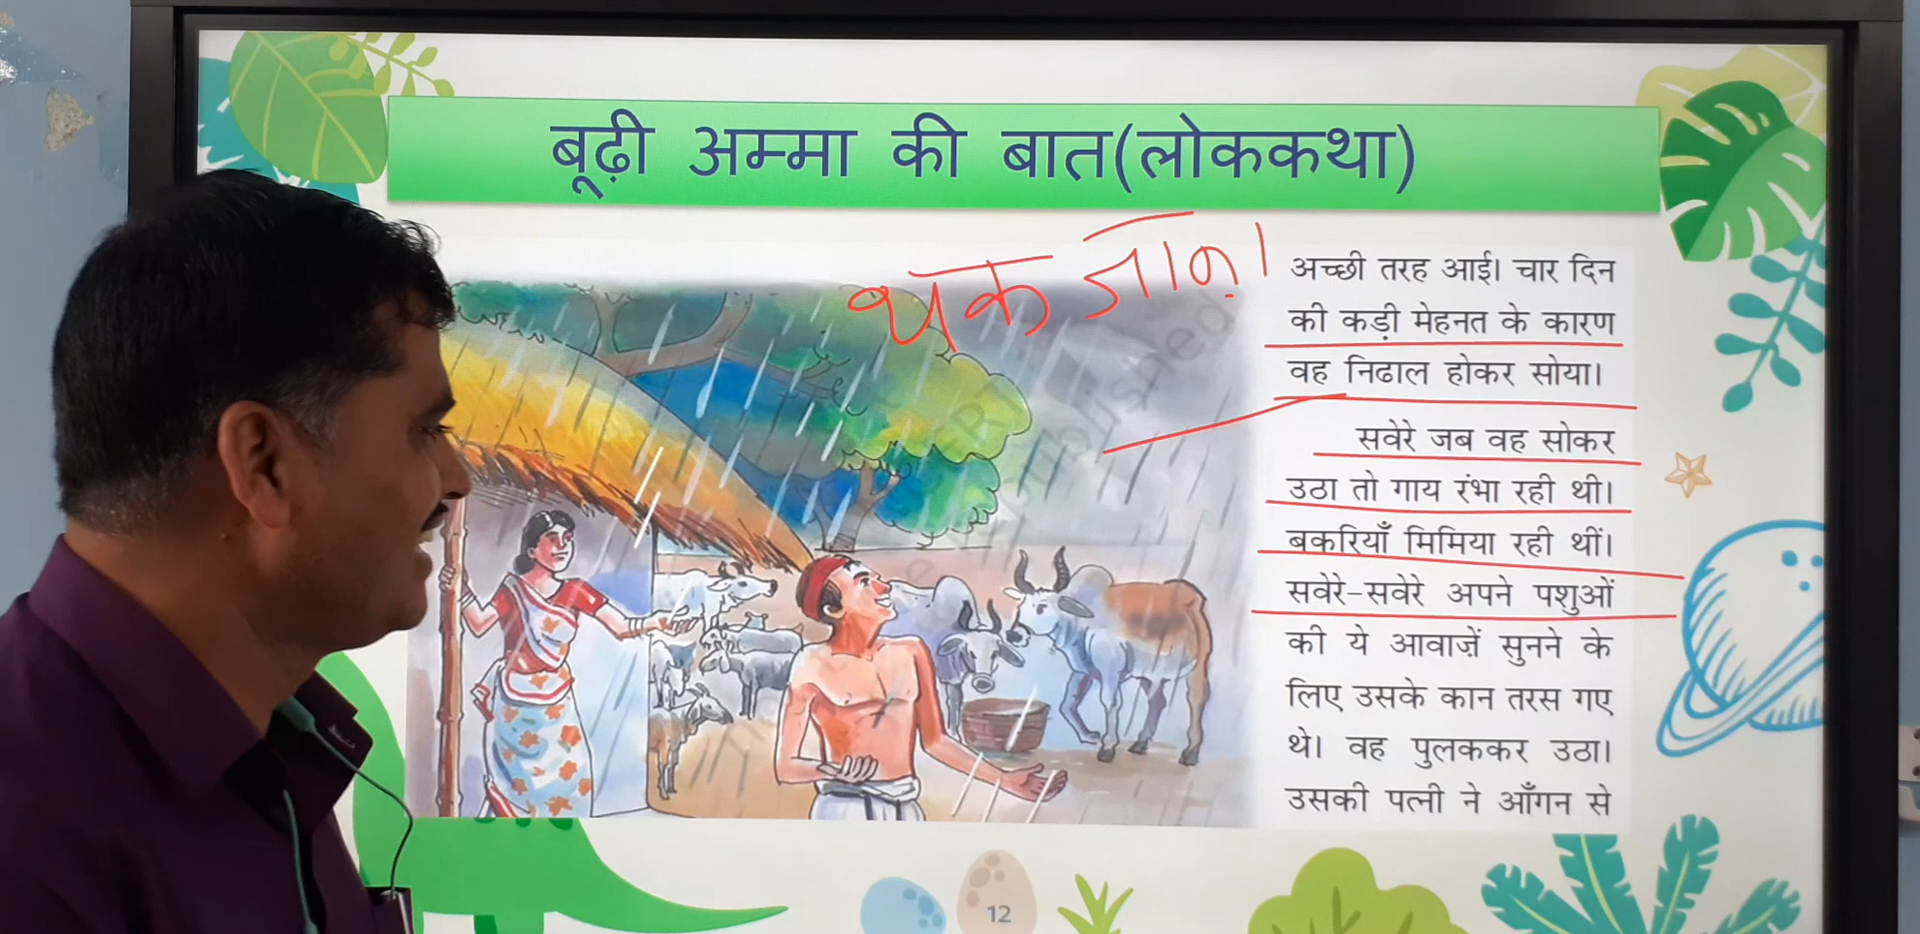 बूढ़ी अम्मा की बात(लोककथा)
थक जाना
अच्छी तरह आई। चार दिन
की कड़ी मेहनत के कारण
वह निढाल होकर सोया।
सवेरे जब वह सोकर
उठा तो गाय रंभा रही थी।
बकरियाँ मिमिया रही थीं।
सवेरे-सवेरे अपने पशुओं
की ये आवाज़ें सुनने के
लिए उसके कान तरस गए
थे। वह पुलककर उठा।
उसकी पत्नी ने आँगन से
12